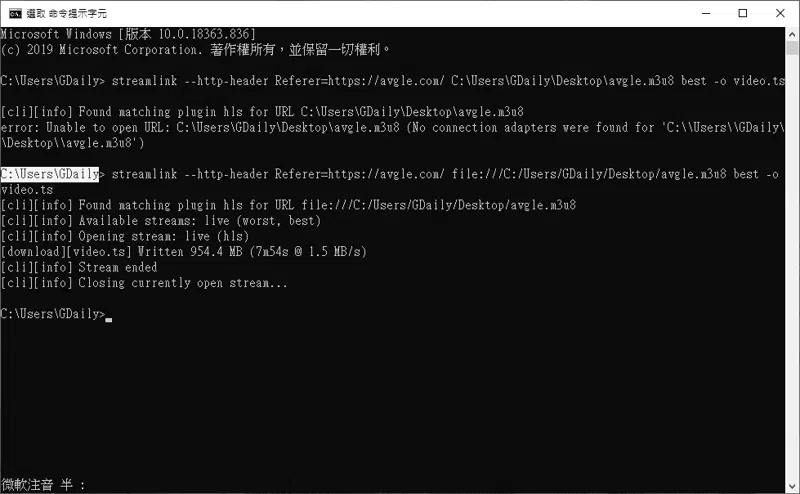 選取 命令提示字元
Microsoft Windows [版本 10.0.18363.836]
(c) 2019 Microsoft Corporation. 著作權所有，並保留一切權利。
C:\Users\GDaily> streamlink --http-header Referer=https://avgle.com/ C:\Users\GDaily\Desktop\avgle.m3u8 best -o video.ts
[cli][info] Found matching plugin hls for URL C:\Users\GDaily\Desktop\avgle.m3u8
error: Unable to open URL: C:\Users\GDaily\Desktop\avgle.m3u8 (No connection adapters were found for 'C:\\Users\\GDaily\
\Desktop\\avgle.m3u8')
C:\Users\GDaily> streamlink --http-header Referer=https://avgle.com/ file:///C:/Users/GDaily/Desktop/avgle.m3u8 best -o
video.ts
[cli][info] Found matching plugin hls for URL file:///C:/Users/GDaily/Desktop/avgle.m3u8
[cli][info] Available streams: live (worst, best)
[cli][info] Opening stream: live (hls)
[download][video.ts] Written 954.4 MB (7m54s @ 1.5 MB/s)
[cli][info] Stream ended
[cli][info] Closing currently open stream...
C:\Users\GDaily>
微軟注音 半 :